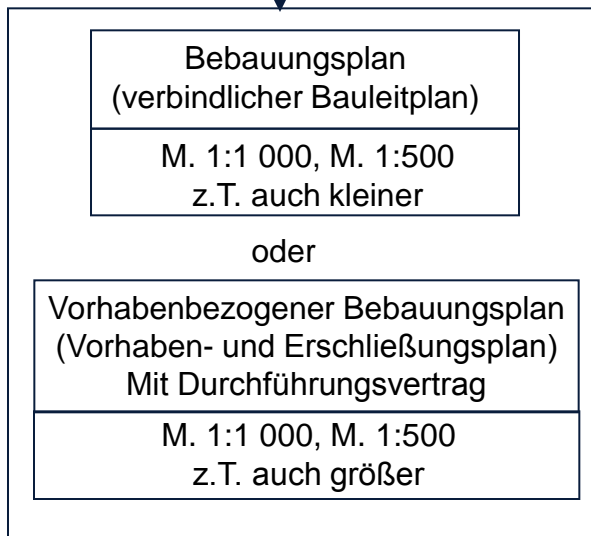 Bebauungsplan
(verbindlicher Bauleitplan)
M. 1:1 000, M. 1:500
z.T. auch kleiner
oder
Vorhabenbezogener Bebauungsplan
(Vorhaben- und Erschließungsplan)
Mit Durchführungsvertrag
M. 1:1 000, M. 1:500
z.T. auch größer